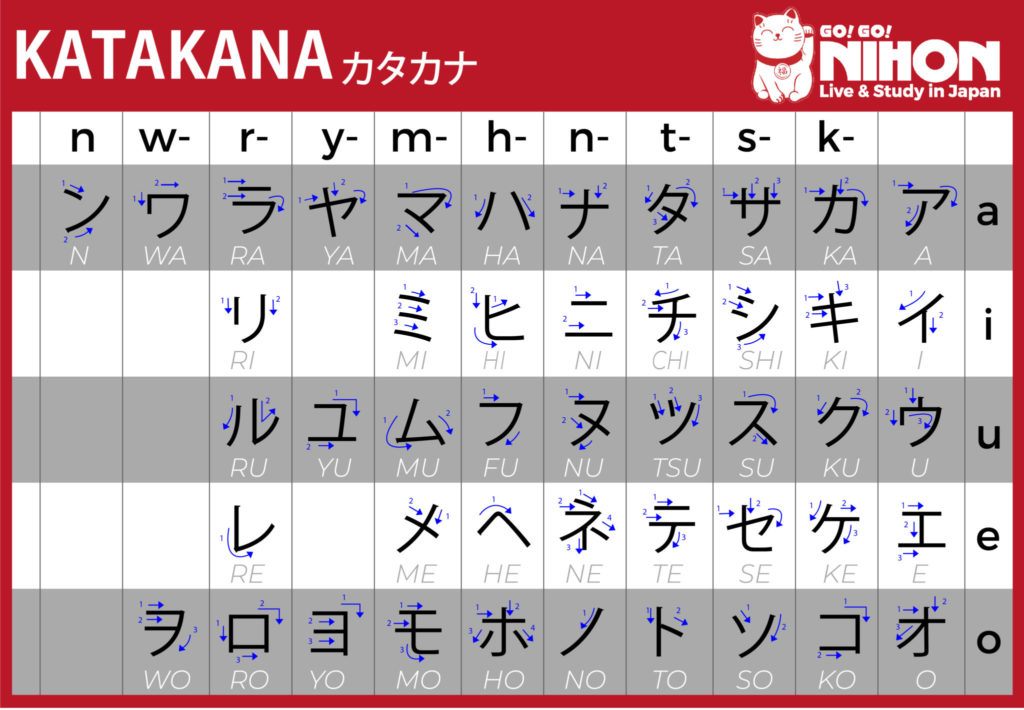 KATAKANA カタカナ
福
GO! GO!
NIHON
Live & Study in Japan
n w- r- y- m- h- n- t- s- k-
ン ワ ラ ヤ マ ハ ナ タ サ カ ア a
N WA RA YA MA HA NA TA SA KA A
リ ミ ヒ ニ チ シ キ イ i
RI MI HI NI CHI SHI KI I
ル ユ ム フ ヌ ツ ス ク ウ u
RU YU MU FU NU TSU SU KU U
レ メ ヘ ネ テ セ ケ エ e
RE ME HE NE TE SE KE E
ヲ ロ ヨ モ ホ ノ ト ソ コ オ o
WO RO YO MO HO NO TO SO KO O